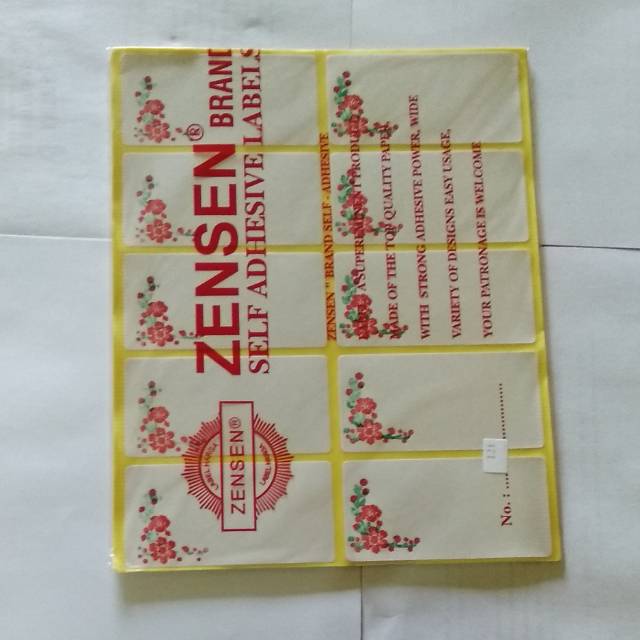 ZENSEN® BRAND
SELF ADHESIVE LABELS
ZENSEN " BRAND SELF - ADHESIVE
MADE OF THE TOP QUALITY PAPER,
WITH STRONG ADHESIVE POWER, WIDE
VARIETY OF DESIGNS EASY USAGE,
YOUR PATRONAGE IS WELCOME
ZENSEN®
No. : ....................
121